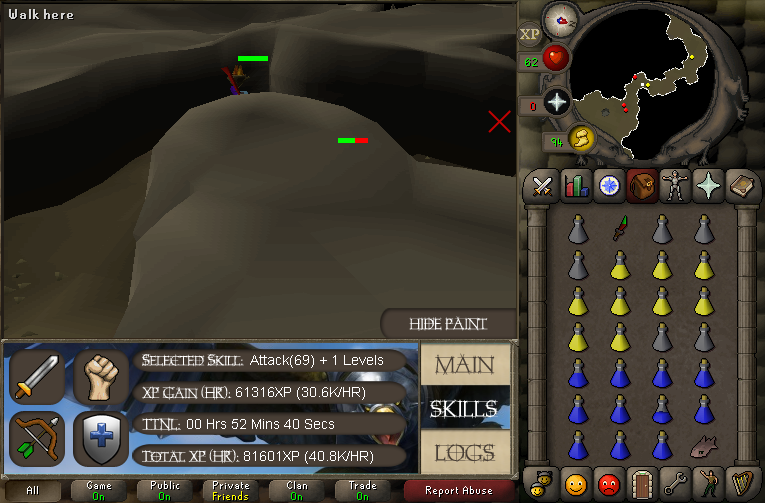 Walk here
XP
62
0
94
HIDE PAINT
SELECTED SKILL: Attack(69) + 1 Levels
XP GAIN (HR): 61316XP (30.6K/HR)
TTNL: 00 Hrs 52 Mins 40 Secs
TOTAL XP (HR): 81601XP (40.8K/HR)
MAIN
SKILLS
LOGS
All
Game
On
Public
On
Private
Friends
Clan
On
Trade
On
Report Abuse